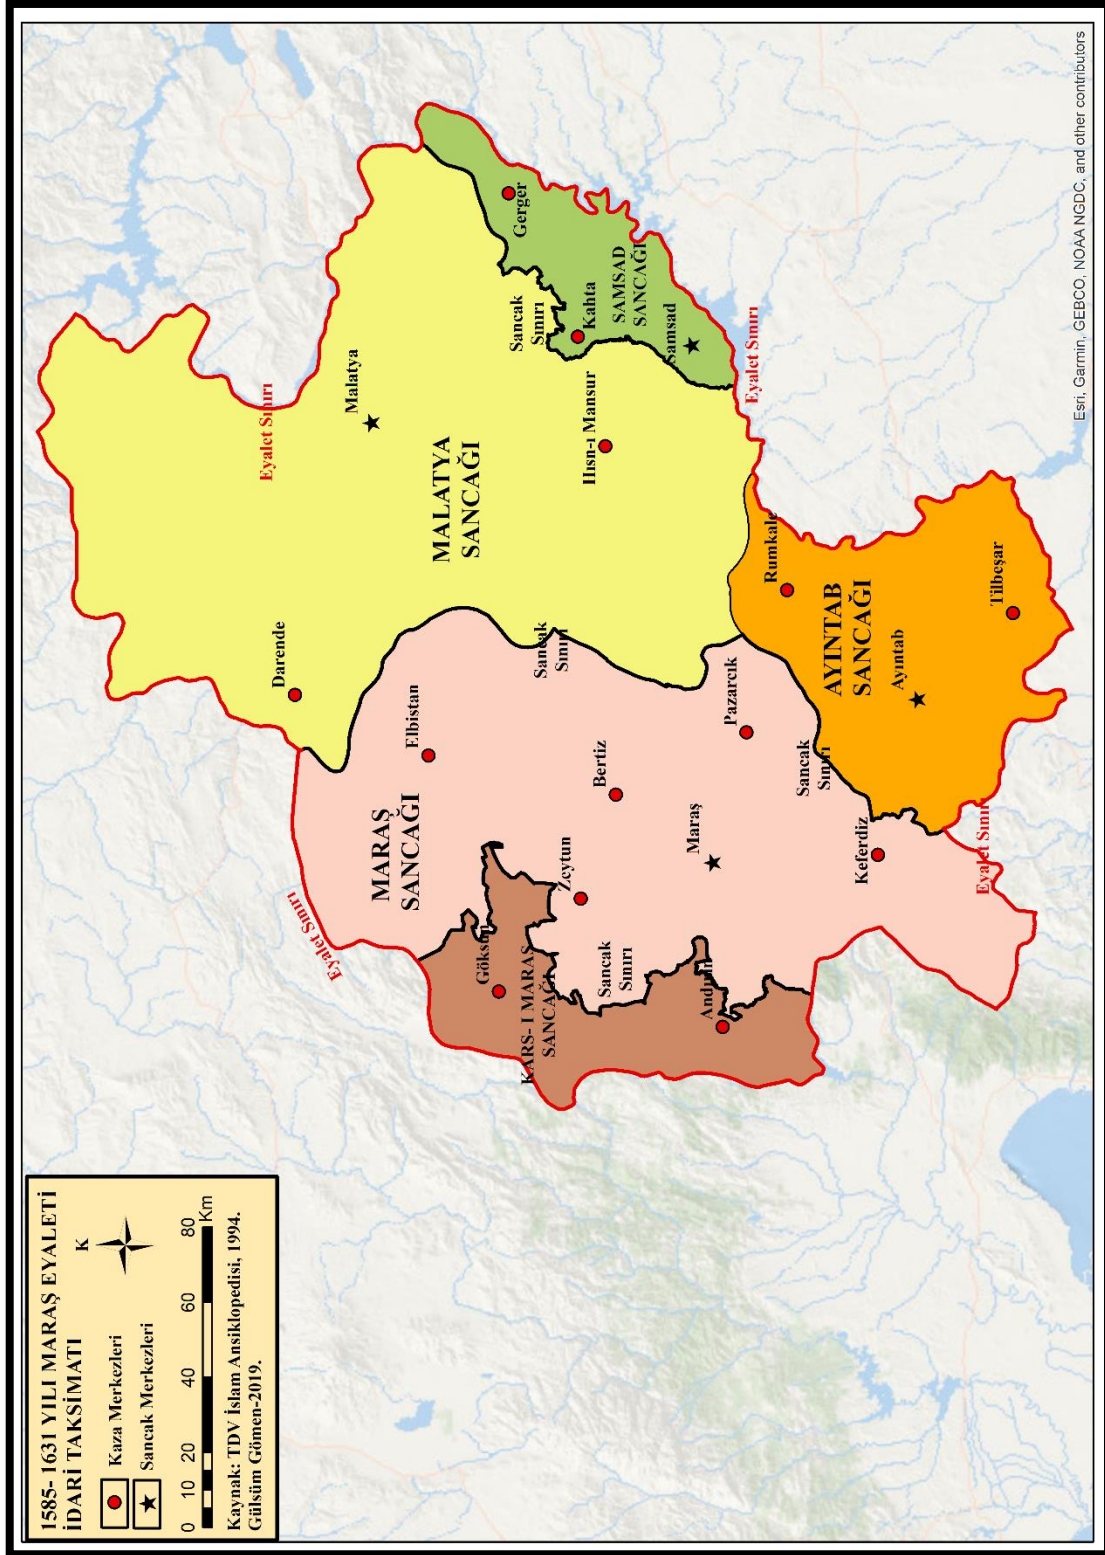 1585- 1631 YILI MARAŞ EYALETİ
İDARİ TAKSİMATI
Kaza Merkezleri
Sancak Merkezleri
K
0 10 20 40 60 80 Km
Kaynak: TDV İslam Ansiklopedisi, 1994.
Gülsüm Gömen-2019.
Eyalet Sınırı
Eyalet Sınırı
Darende
Malatya
MALATYA
SANCAĞI
Elbistan
MARAŞ
SANCAĞI
Göksun
KARS- I MARAŞ
SANCAĞI
Zeytun
Bertiz
Sancak
Sınırı
Sancak
Sınırı
Sancak
Sınırı
Gerger
Kahta
SAMSAD
SANCAĞI
Samsad
Hısn-ı Mansur
Eyalet Sınırı
Maraş
Pazarcık
Rumkale
Sancak
Sınırı
AYINTAB
SANCAĞI
Ayıntab
Keferdiz
Tilbeşar
Eyalet Sınırı
Esri, Garmin, GEBCO, NOAA NGDC, and other contributors